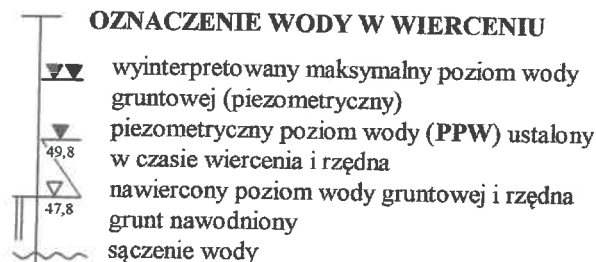 OZNACZENIE WODY W WIERCENIU
wyinterpretowany maksymalny poziom wody
gruntowej (piezometryczny)
piezometryczny poziom wody (PPW) ustalony
49,8
w czasie wiercenia i rzędna
nawiercony poziom wody gruntowej i rzędna
47,8
grunt nawodniony
sączenie wody